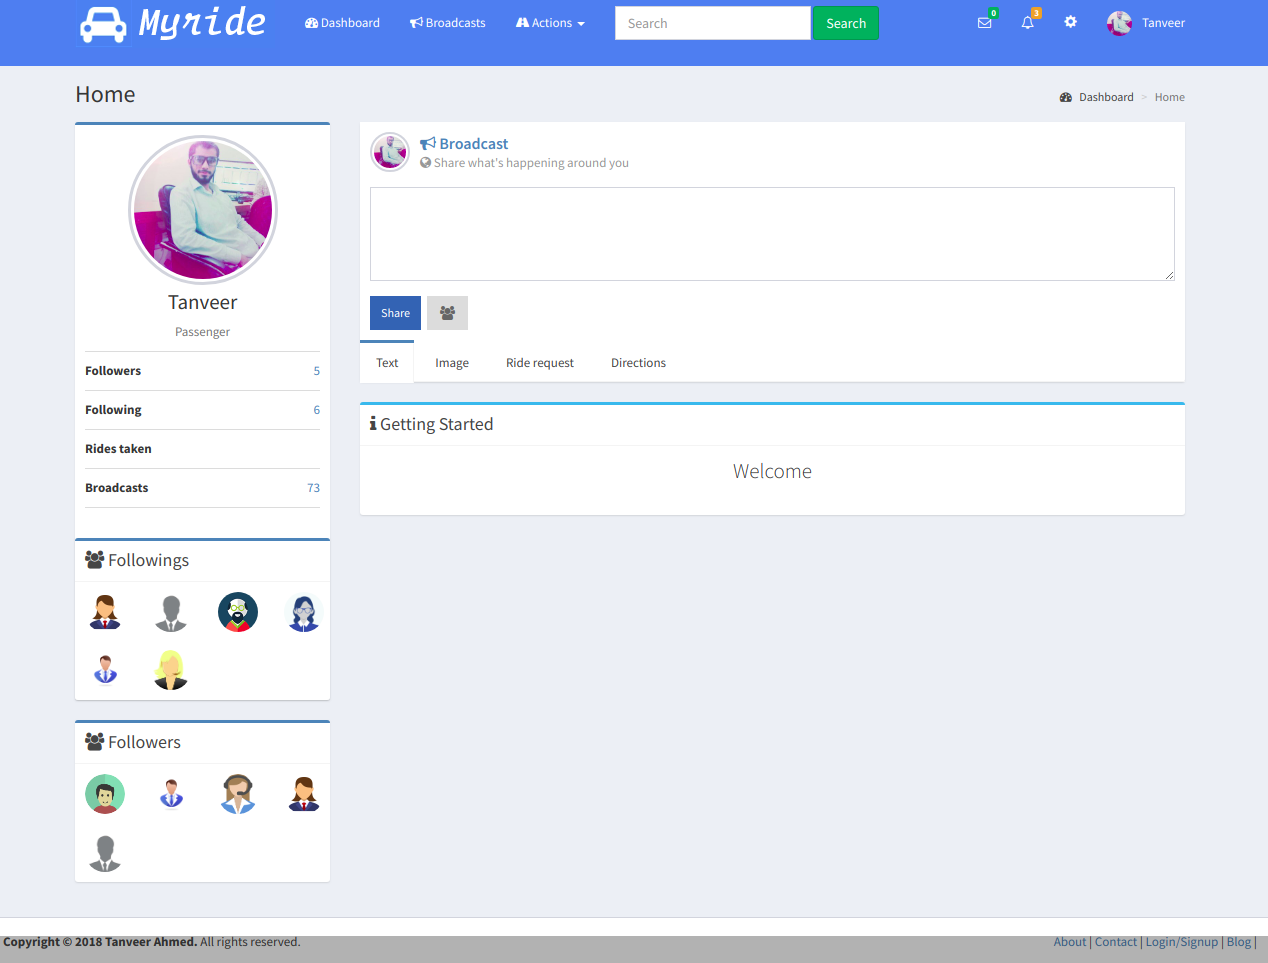 Myride
Dashboard Broadcasts Actions Search Search 0 3 Tanveer
Home
Dashboard > Home
Tanveer
Passenger
Followers 5
Following 6
Rides taken
Broadcasts 73
Followings
Followers
Broadcast
Share what's happening around you
Share
Text Image Ride request Directions
Getting Started
Welcome
Copyright © 2018 Tanveer Ahmed. All rights reserved.
About | Contact | Login/Signup | Blog |